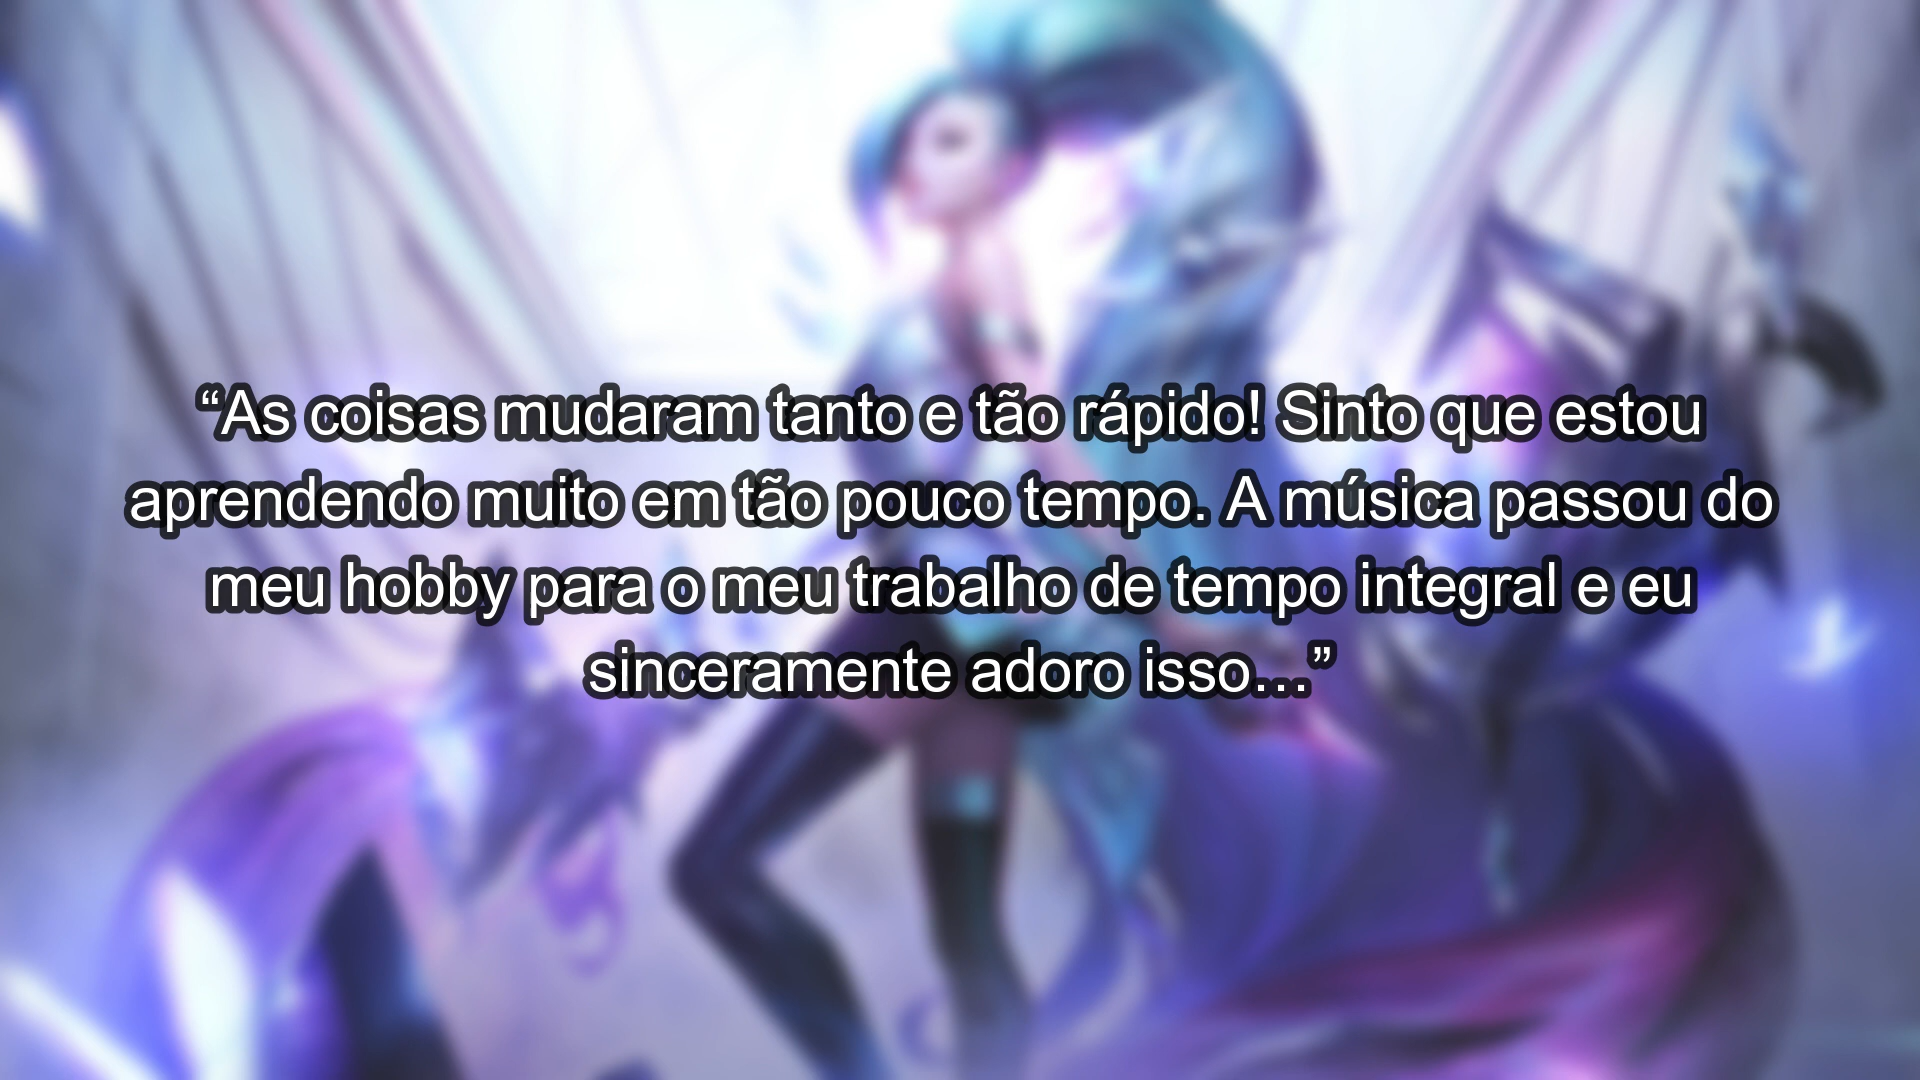 “As coisas mudaram tanto e tão rápido! Sinto que estou
aprendendo muito em tão pouco tempo. A música passou do
meu hobby para o meu trabalho de tempo integral e eu
sinceramente adoro isso…”